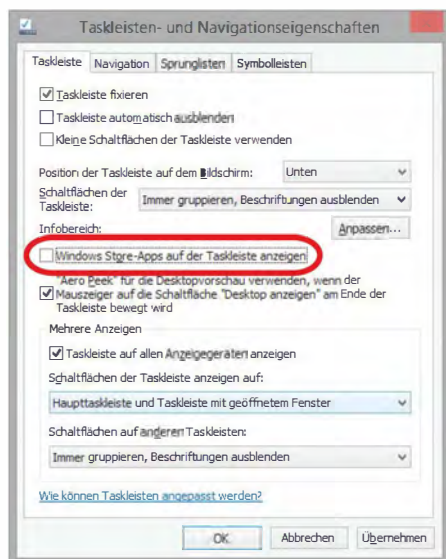 Taskleisten- und Navigationseigenschaften
Taskleiste Navigation Sprunglisten Symbolleisten
Taskleiste fixieren
Taskleiste automatisch ausblenden
Kleine Schaltflächen der Taskleiste verwenden
Position der Taskleiste auf dem Bildschirm: Unten
Schaltflächen der
Taskleiste: Immer gruppieren, Beschriftungen ausblenden
Infobereich: Anpassen...
Windows Store-Apps auf der Taskleiste anzeigen
"Aero Peek" für die Desktopvorschau verwenden, wenn der
Mauszeiger auf die Schaltfläche "Desktop anzeigen" am Ende der
Taskleiste bewegt wird
Mehrere Anzeigen
Taskleiste auf allen Anzeigegeräten anzeigen
Schaltflächen der Taskleiste anzeigen auf:
Haupttaskleiste und Taskleiste mit geöffnetem Fenster
Schaltflächen auf anderen Taskleisten:
Immer gruppieren, Beschriftungen ausblenden
Wie können Taskleisten angepasst werden?
OK Abbrechen Übernehmen